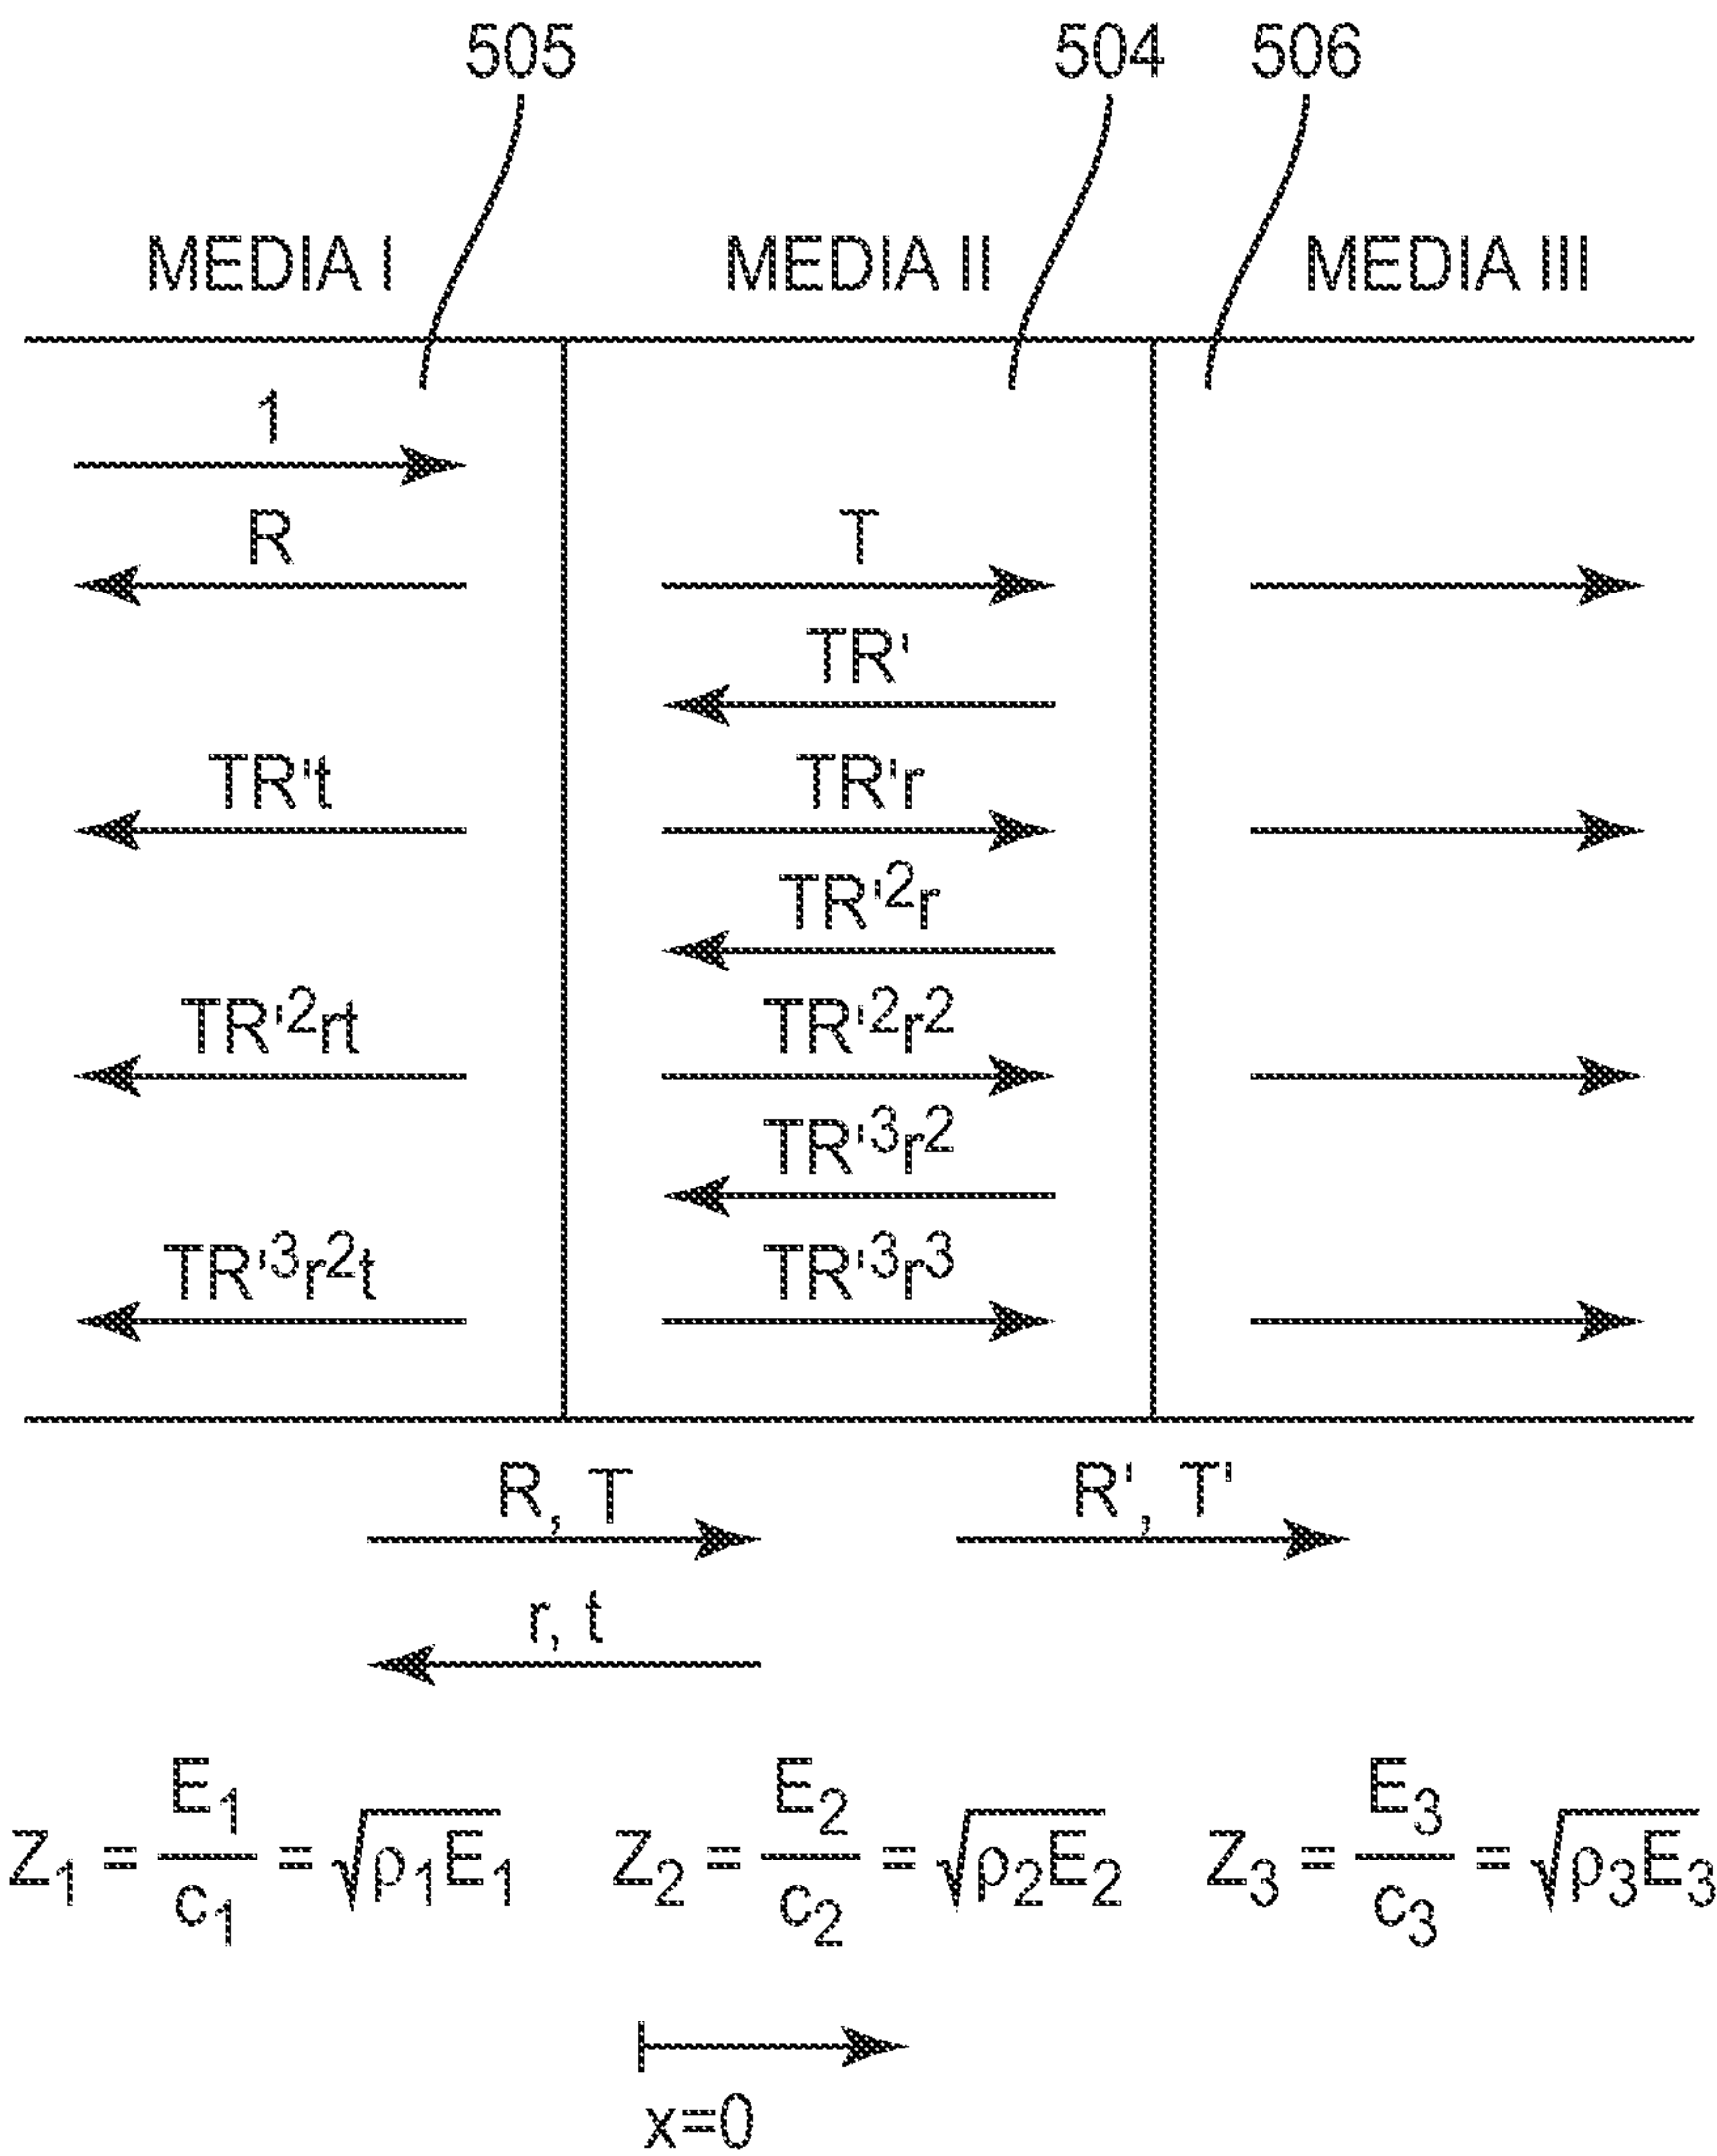 505 504 506
MEDIA I MEDIA II MEDIA III
1
R T
TR'
TR't TR'r
TR'²r
TR'²rt TR'²r²
TR'³r²
TR'³r²t TR'³r³
R, T R', T'
r, t
Z₁ = E₁/c₁ = √ρ₁E₁ Z₂ = E₂/c₂ = √ρ₂E₂ Z₃ = E₃/c₃ = √ρ₃E₃
x=0